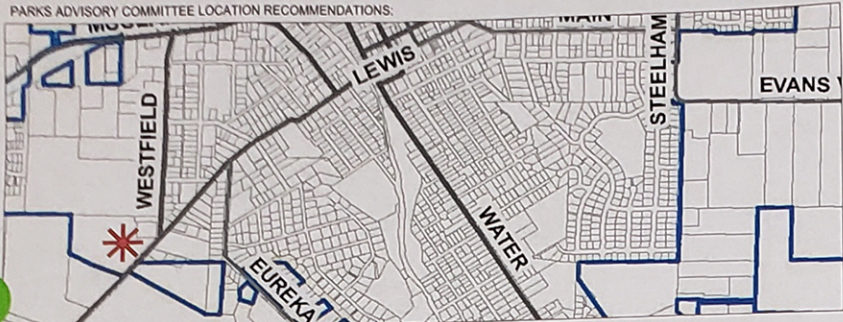 PARKS ADVISORY COMMITTEE LOCATION RECOMMENDATIONS:
MAIN
LEWIS
STEELHAM
EVANS
WESTFIELD
WATER
EUREKA